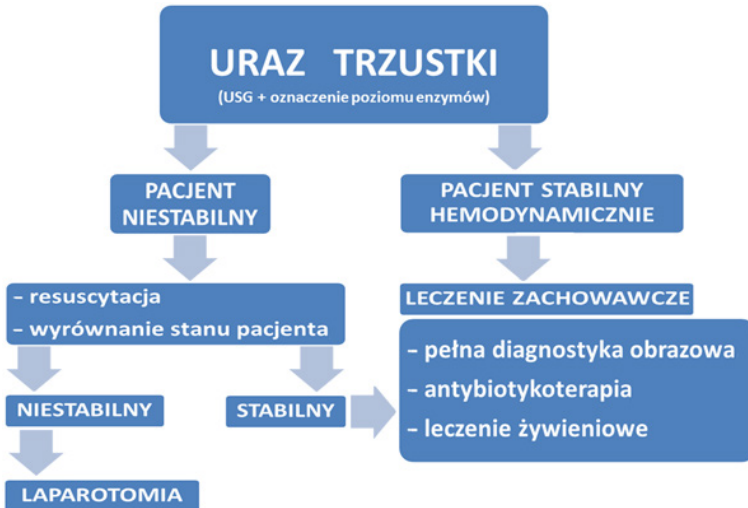 URAZ TRZUSTKI
(USG + oznaczenie poziomu enzymów)
PACJENT
NIESTABILNY
PACJENT STABILNY
HEMODYNAMICZNIE
– resuscytacja
– wyrównanie stanu pacjenta
LECZENIE ZACHOWAWCZE
– pełna diagnostyka obrazowa
– antybiotykoterapia
– leczenie żywieniowe
NIESTABILNY
STABILNY
LAPAROTOMIA